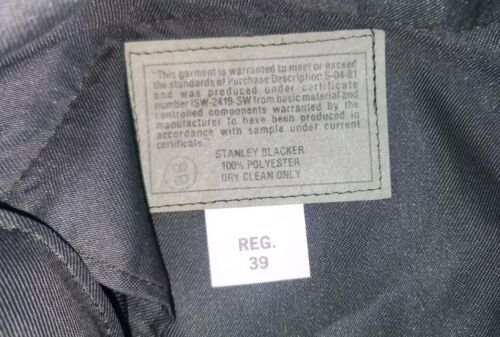 "This garment is warranted to meet or exceed
the standards of Purchase Description S-04-81
and was produced under certificate
number ISW-2419-SW from basic material and
controlled components warranted by the
manufacturer to have been produced in
accordance with sample under current
certificate."
STANLEY BLACKER
100% POLYESTER
DRY CLEAN ONLY
REG.
39